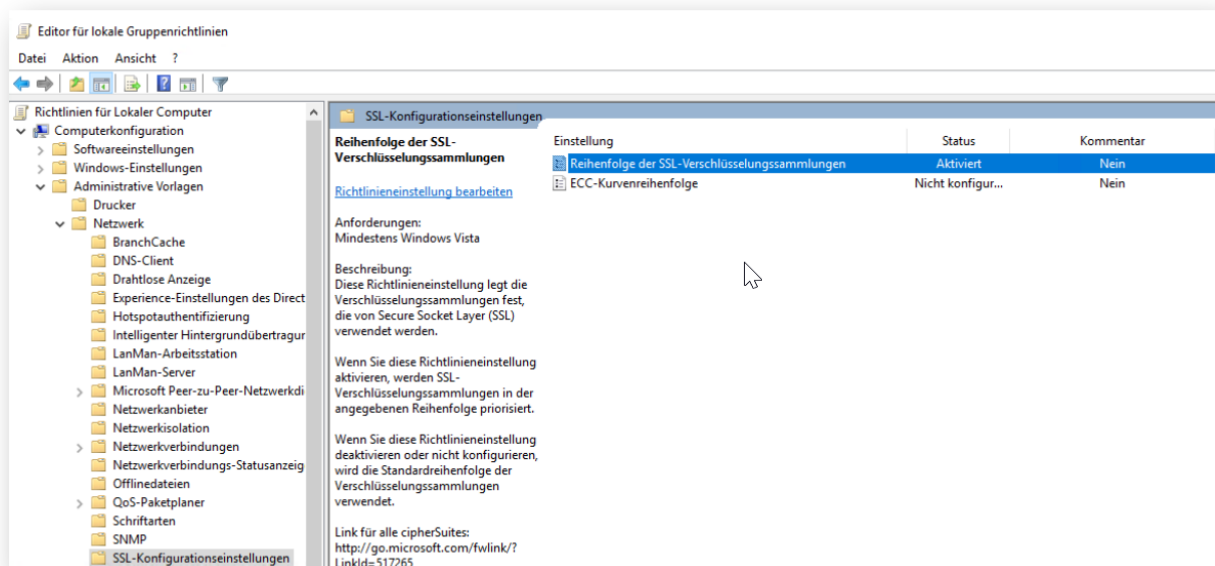 Editor für lokale Gruppenrichtlinien
Datei Aktion Ansicht ?
Richtlinien für Lokaler Computer
Computerkonfiguration
Softwareeinstellungen
Windows-Einstellungen
Administrative Vorlagen
Drucker
Netzwerk
BranchCache
DNS-Client
Drahtlose Anzeige
Experience-Einstellungen des Direct
Hotspotauthentifizierung
Intelligenter Hintergrundübertragur
LanMan-Arbeitsstation
LanMan-Server
Microsoft Peer-zu-Peer-Netzwerkdi
Netzwerkanbieter
Netzwerkisolation
Netzwerkverbindungen
Netzwerkverbindungs-Statusanzeig
Offlinedateien
QoS-Paketplaner
Schriftarten
SNMP
SSL-Konfigurationseinstellungen
SSL-Konfigurationseinstellungen
Reihenfolge der SSL-
Verschlüsselungssammlungen
Richtlinieneinstellung bearbeiten
Anforderungen:
Mindestens Windows Vista
Beschreibung:
Diese Richtlinieneinstellung legt die
Verschlüsselungssammlungen fest,
die von Secure Socket Layer (SSL)
verwendet werden.
Wenn Sie diese Richtlinieneinstellung
aktivieren, werden SSL-
Verschlüsselungssammlungen in der
angegebenen Reihenfolge priorisiert.
Wenn Sie diese Richtlinieneinstellung
deaktivieren oder nicht konfigurieren,
wird die Standardreihenfolge der
Verschlüsselungssammlungen
verwendet.
Link für alle cipherSuites:
http://go.microsoft.com/fwlink/?
LinkId=517265
Einstellung Status Kommentar
Reihenfolge der SSL-Verschlüsselungssammlungen Aktiviert Nein
ECC-Kurvenreihenfolge Nicht konfigur... Nein